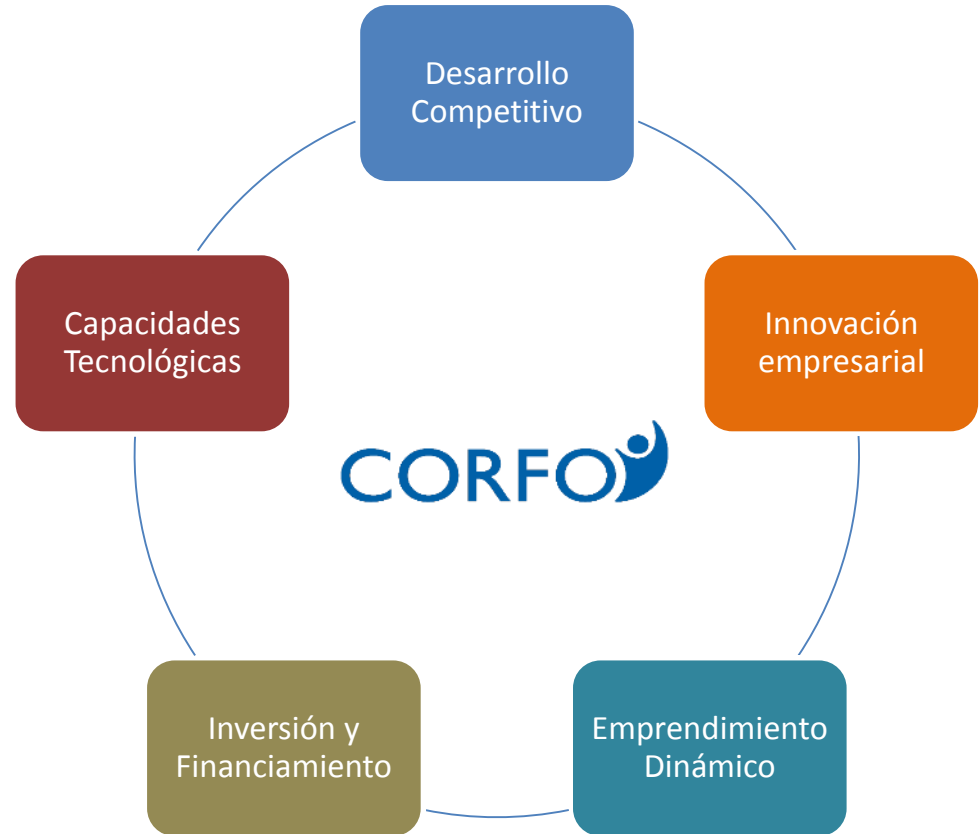 Desarrollo
Competitivo
Capacidades
Tecnológicas
Innovación
empresarial
CORFO
Inversión y
Financiamiento
Emprendimiento
Dinámico